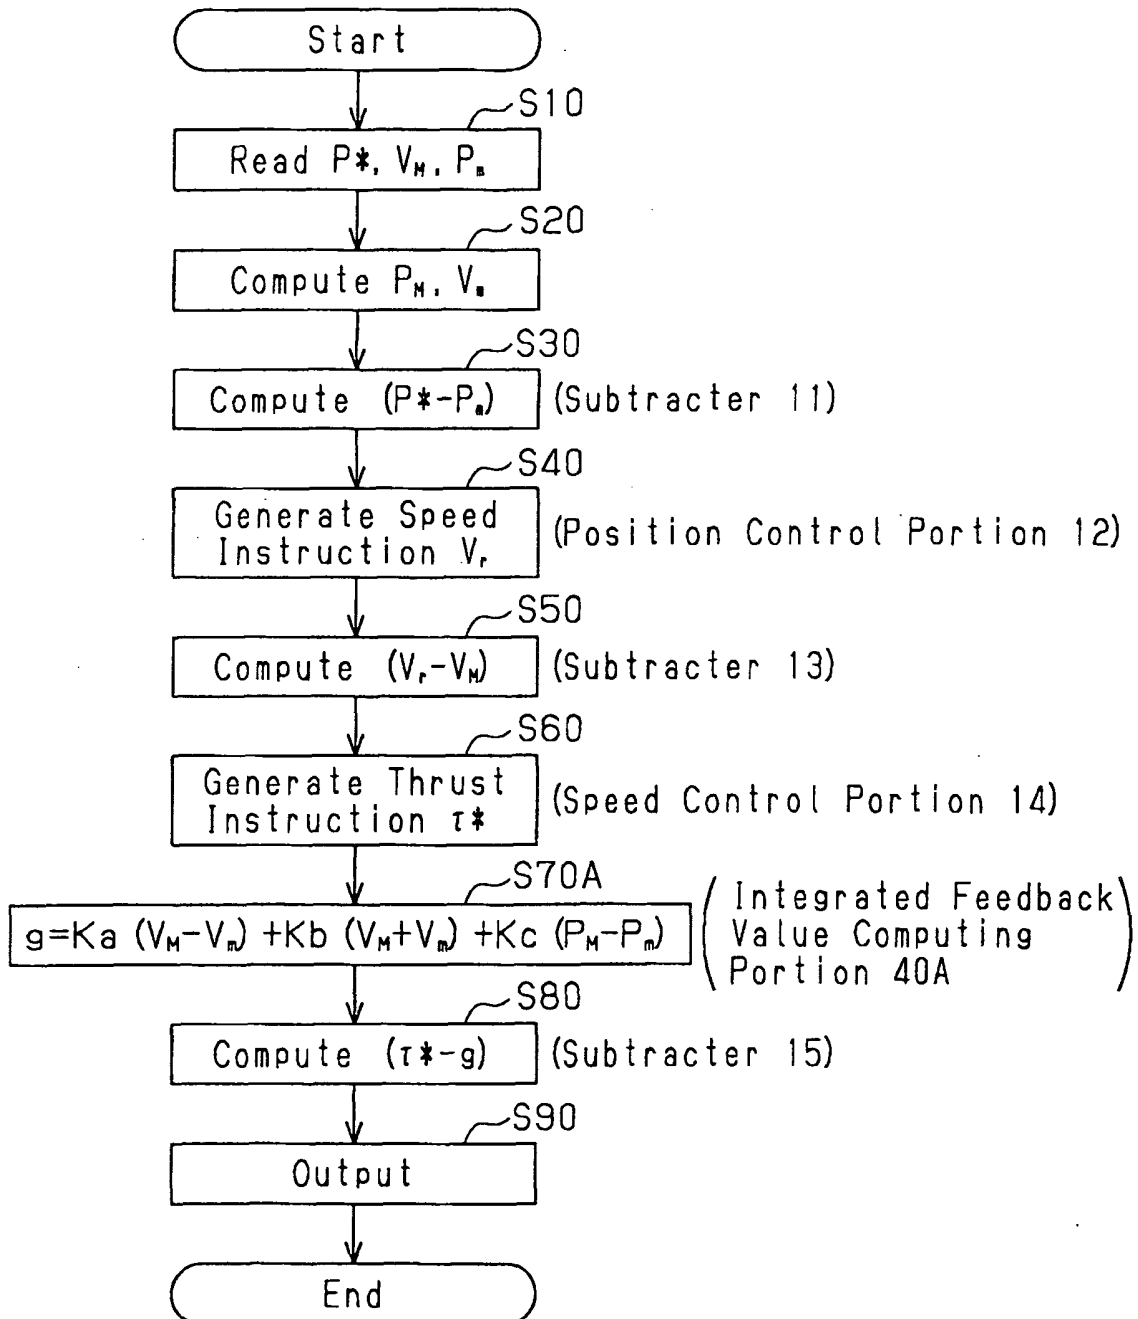 Start
S10
Read P*, V_M, P_m
S20
Compute P_M, V_m
S30
Compute (P*-P_m) (Subtracter 11)
S40
Generate Speed
Instruction V_r
(Position Control Portion 12)
S50
Compute (V_r-V_M) (Subtracter 13)
S60
Generate Thrust
Instruction τ*
(Speed Control Portion 14)
S70A
g=Ka (V_M-V_m) +Kb (V_M+V_m) +Kc (P_M-P_m)
(Integrated Feedback
Value Computing
Portion 40A)
S80
Compute (τ*-g) (Subtracter 15)
S90
Output
End